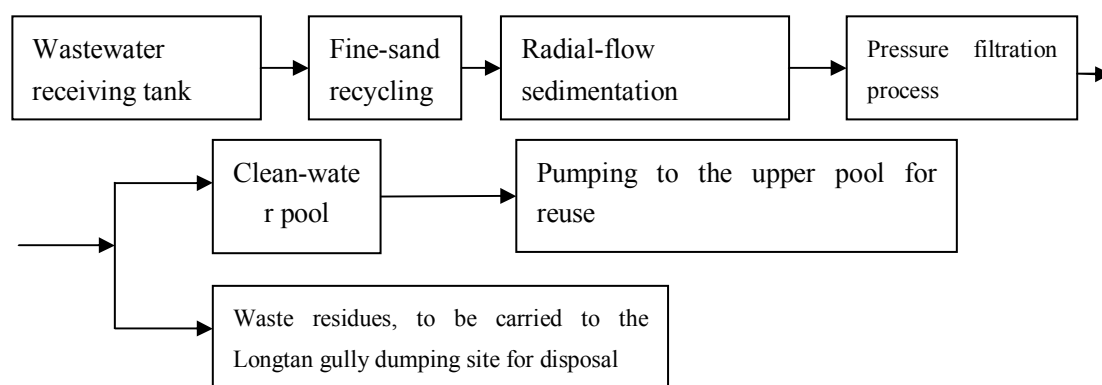 Wastewater
receiving tank
Fine-sand
recycling
Radial-flow
sedimentation
Pressure filtration
process
Clean-wate
r pool
Pumping to the upper pool for
reuse
Waste residues, to be carried to the
Longtan gully dumping site for disposal